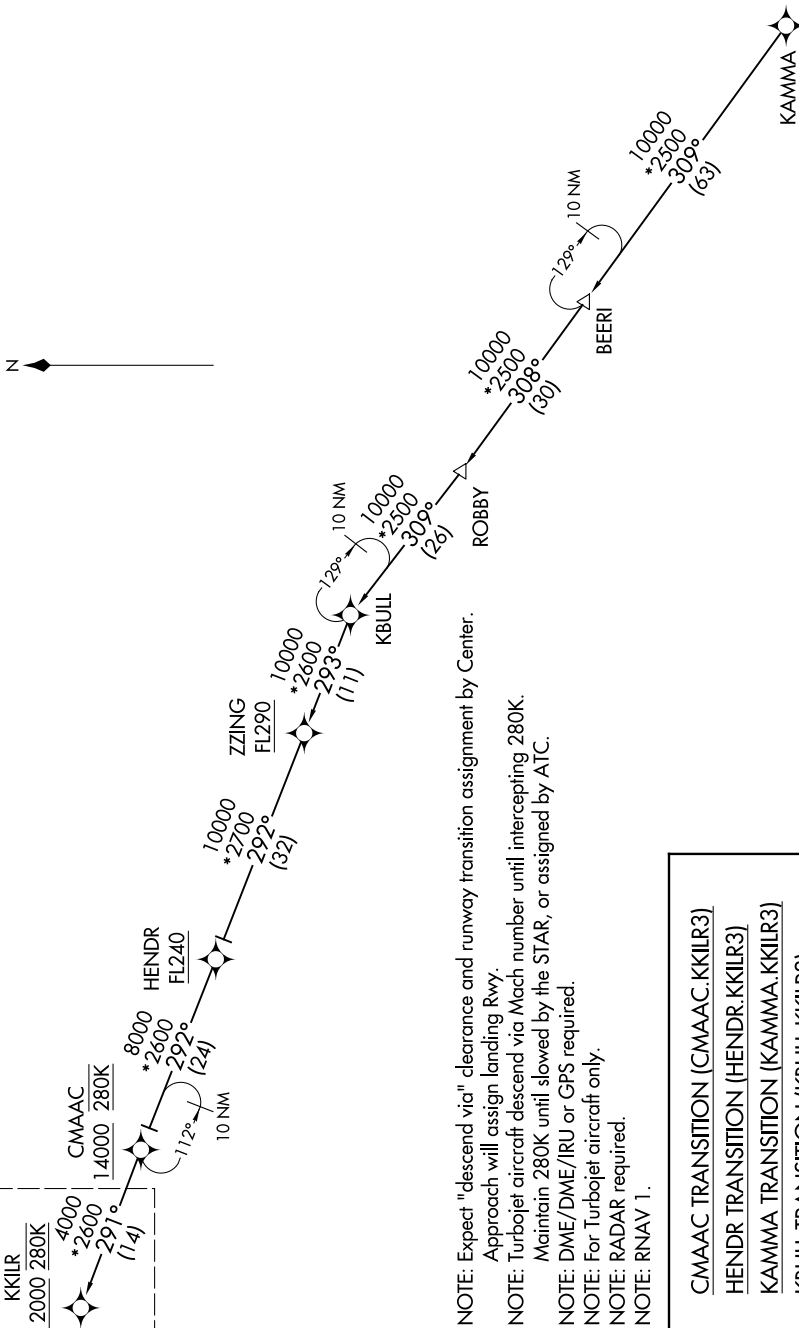 N
KKILR
2000 280K
4000
*2600
291°
(14)
CMAAC
14000 280K
112°
10 NM
8000
*2600
292°
(24)
HENDR
FL240
10000
*2700
292°
(32)
ZZING
FL290
10000
*2600
293°
(11)
KBULL
129°
10 NM
10000
*2500
309°
(26)
ROBBY
10000
*2500
308°
(30)
BEERI
129°
10 NM
10000
*2500
309°
(63)
KAMMA
NOTE: Expect "descend via" clearance and runway transition assignment by Center.
Approach will assign landing Rwy.
NOTE: Turbojet aircraft descend via Mach number until intercepting 280K.
Maintain 280K until slowed by the STAR, or assigned by ATC.
NOTE: DME/DME/IRU or GPS required.
NOTE: For Turbojet aircraft only.
NOTE: RADAR required.
NOTE: RNAV 1.
CMAAC TRANSITION (CMAAC.KKILR3)
HENDR TRANSITION (HENDR.KKILR3)
KAMMA TRANSITION (KAMMA.KKILR3)